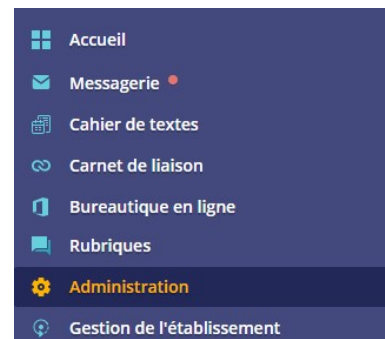 Accueil
Messagerie
Cahier de textes
Carnet de liaison
Bureautique en ligne
Rubriques
Administration
Gestion de l'établissement